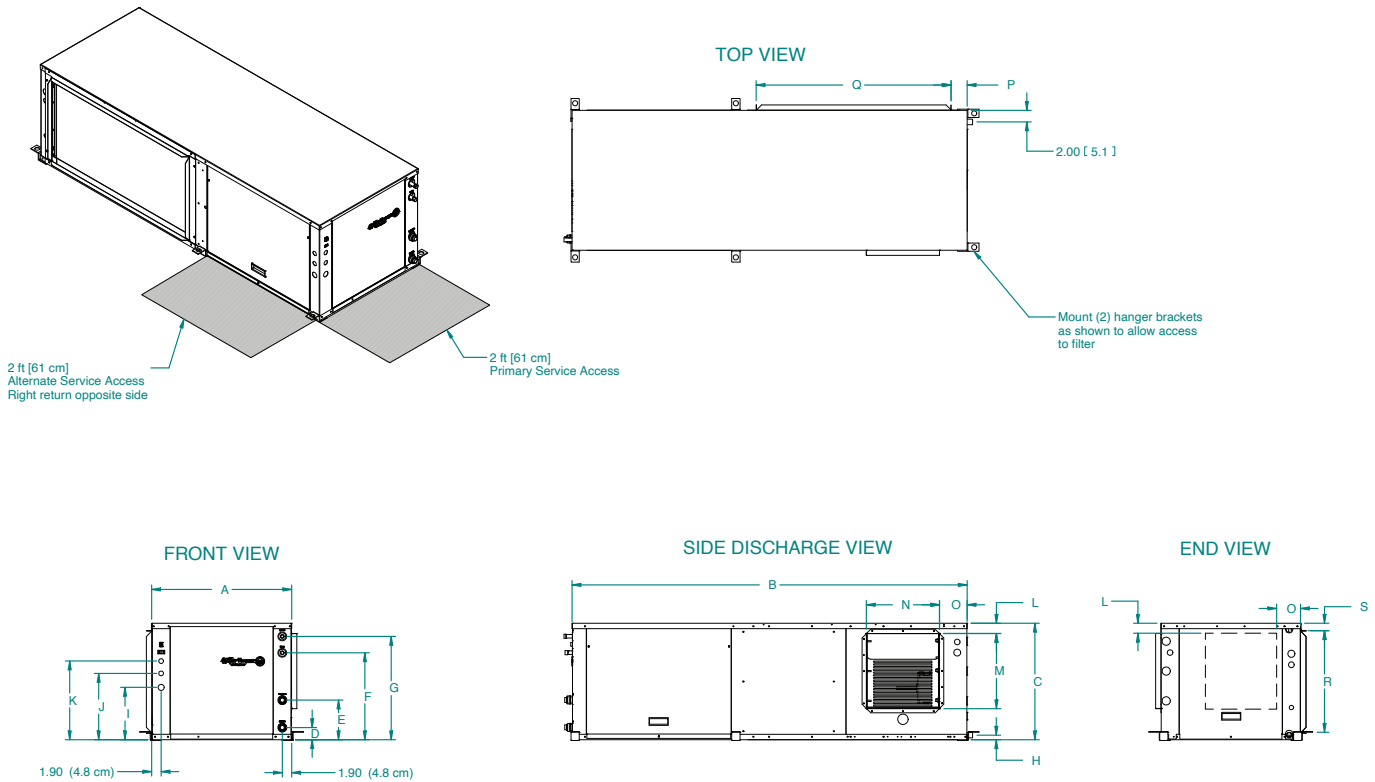 TOP VIEW
Q
P
2.00 [ 5.1 ]
Mount (2) hanger brackets
as shown to allow access
to filter
2 ft [61 cm]
Alternate Service Access
Right return opposite side
2 ft [61 cm]
Primary Service Access
FRONT VIEW
A
K
J
I
D
E
F
G
1.90 (4.8 cm)
1.90 (4.8 cm)
SIDE DISCHARGE VIEW
B
N
O
L
M
C
H
END VIEW
L
O
S
R